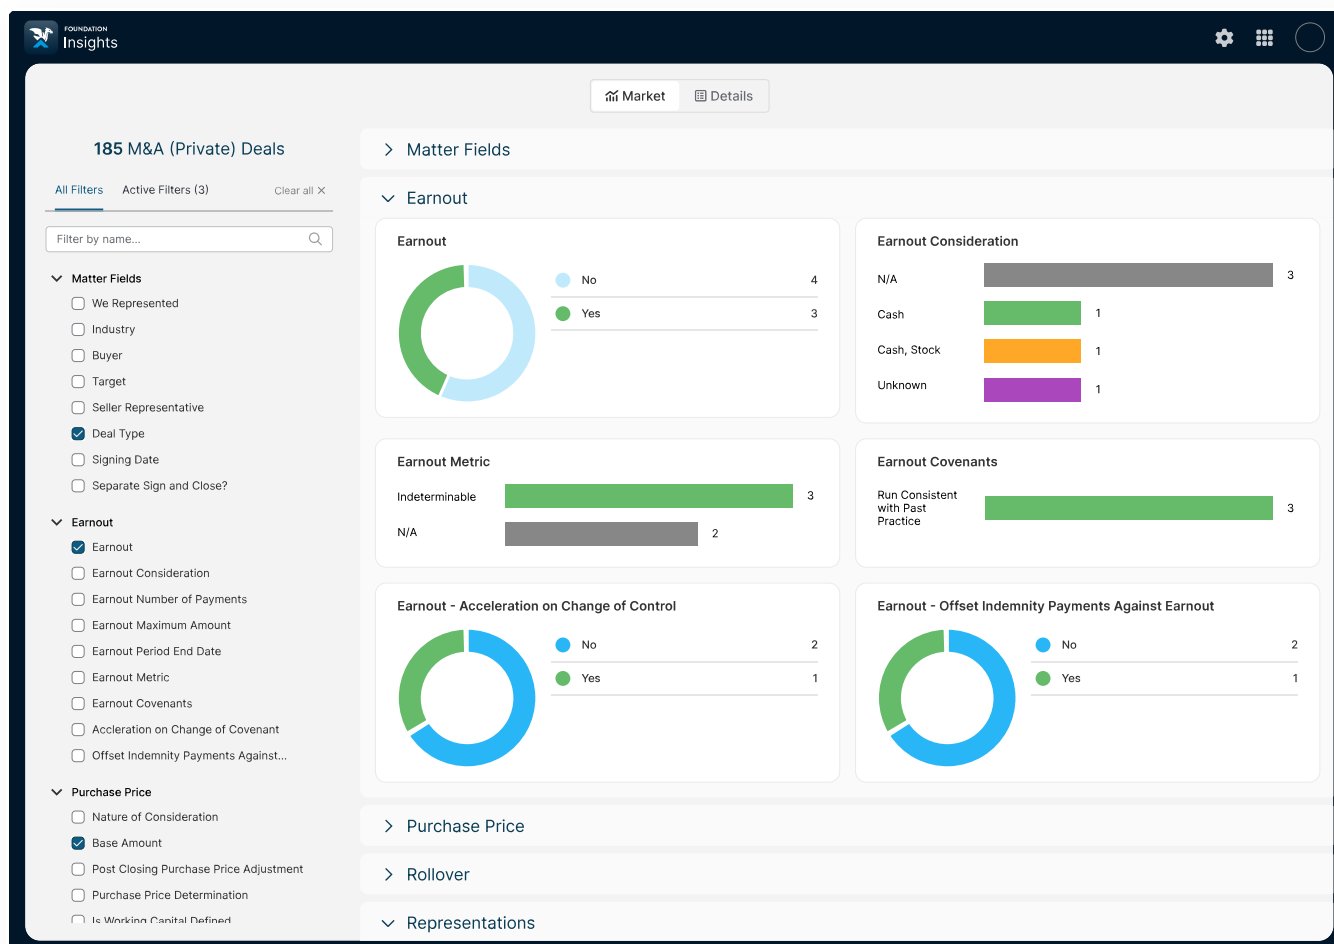 FOUNDATION
Insights
Market
Details
185 M&A (Private) Deals
All Filters
Active Filters (3)
Clear all
Filter by name...
Matter Fields
We Represented
Industry
Buyer
Target
Seller Representative
Deal Type
Signing Date
Separate Sign and Close?
Earnout
Earnout
Earnout Consideration
Earnout Number of Payments
Earnout Maximum Amount
Earnout Period End Date
Earnout Metric
Earnout Covenants
Accleration on Change of Covenant
Offset Indemnity Payments Against...
Purchase Price
Nature of Consideration
Base Amount
Post Closing Purchase Price Adjustment
Purchase Price Determination
Is Working Capital Defined
Matter Fields
Earnout
Earnout
No 4
Yes 3
Earnout Consideration
N/A 3
Cash 1
Cash, Stock 1
Unknown 1
Earnout Metric
Indeterminable 3
N/A 2
Earnout Covenants
Run Consistent
with Past
Practice
3
Earnout - Acceleration on Change of Control
No 2
Yes 1
Earnout - Offset Indemnity Payments Against Earnout
No 2
Yes 1
Purchase Price
Rollover
Representations